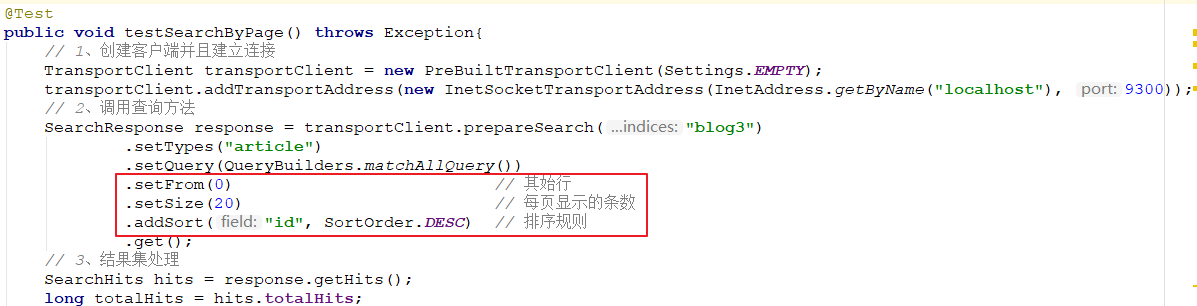 @Test
public void testSearchByPage() throws Exception{
// 1、创建客户端并且建立连接
TransportClient transportClient = new PreBuiltTransportClient(Settings.EMPTY);
transportClient.addTransportAddress(new InetSocketTransportAddress(InetAddress.getByName("localhost"), port: 9300));
// 2、调用查询方法
SearchResponse response = transportClient.prepareSearch( ...indices: "blog3")
.setTypes("article")
.setQuery(QueryBuilders.matchAllQuery())
.setFrom(0) // 其始行
.setSize(20) // 每页显示的条数
.addSort( field: "id", SortOrder.DESC) // 排序规则
.get();
// 3、结果集处理
SearchHits hits = response.getHits();
long totalHits = hits.totalHits;